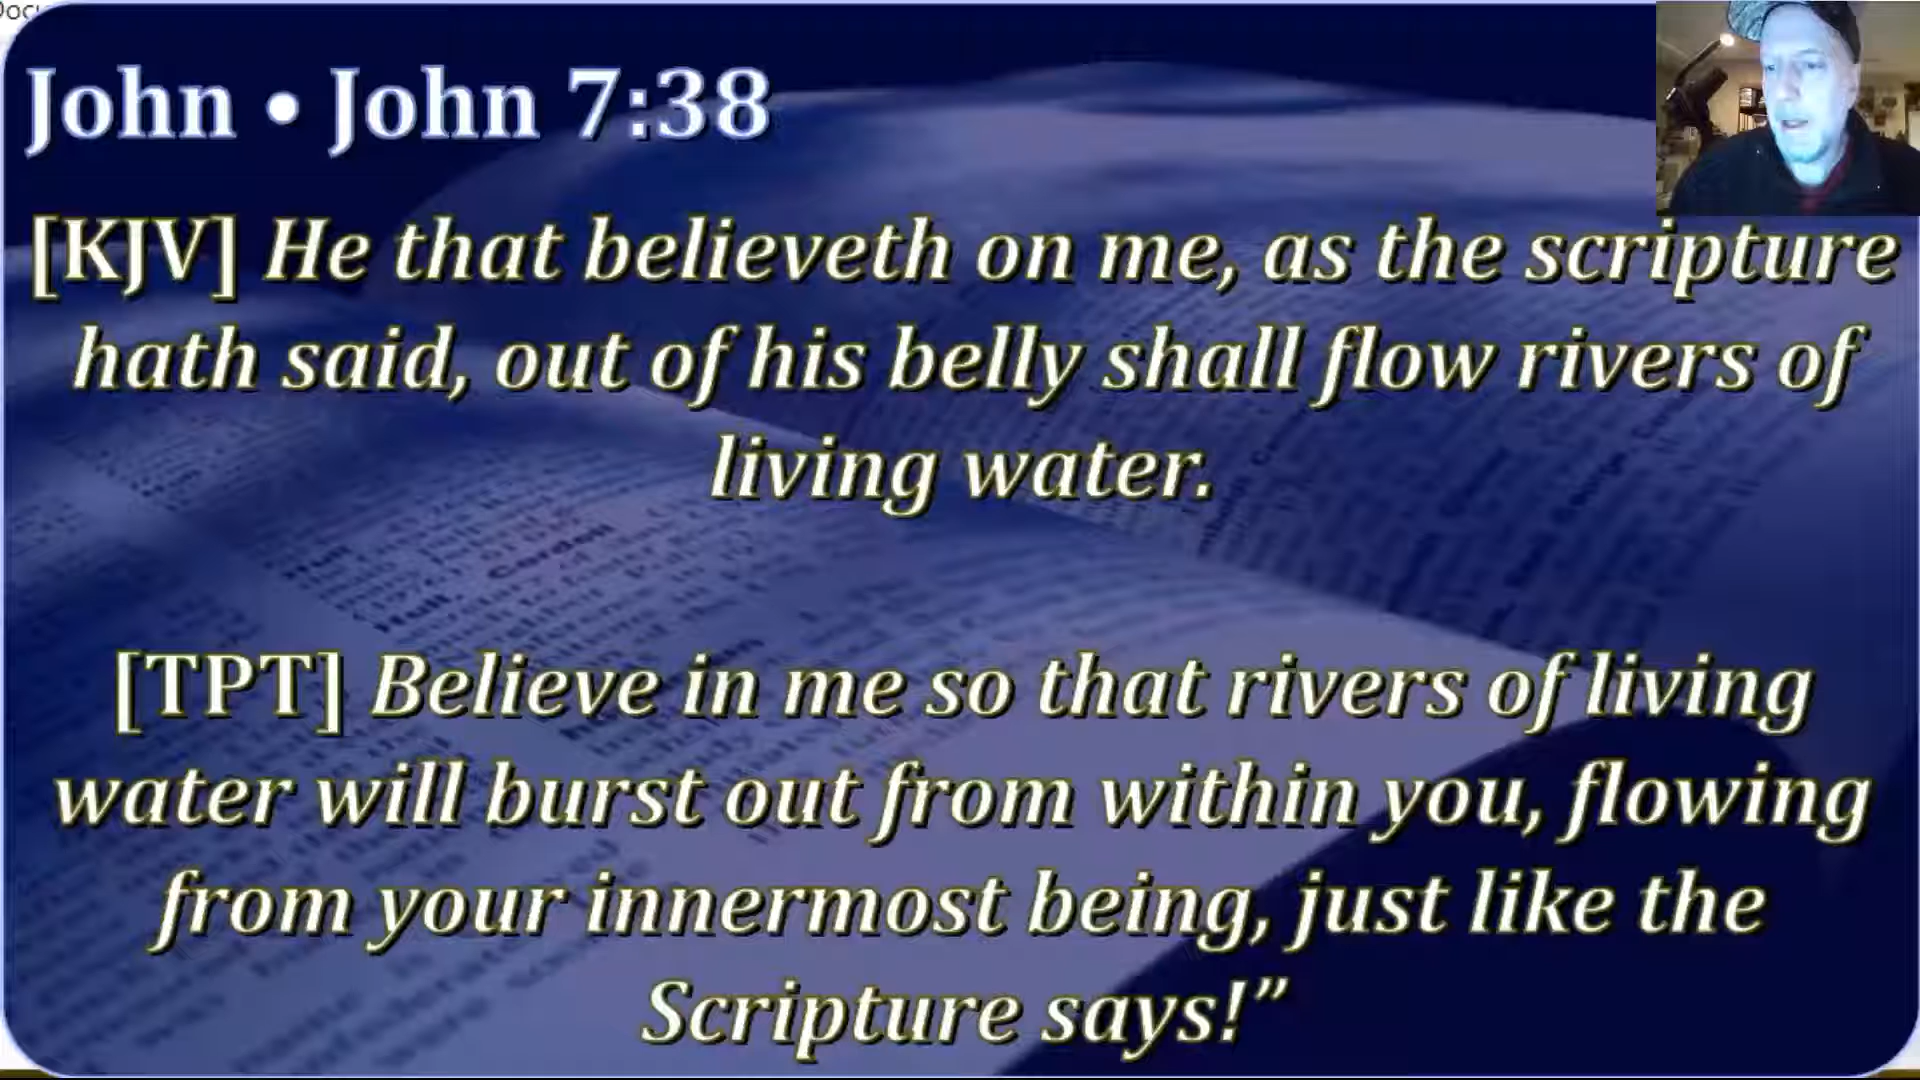 John • John 7:38
[KJV] He that believeth on me, as the scripture
hath said, out of his belly shall flow rivers of
living water.
[TPT] Believe in me so that rivers of living
water will burst out from within you, flowing
from your innermost being, just like the
Scripture says!”